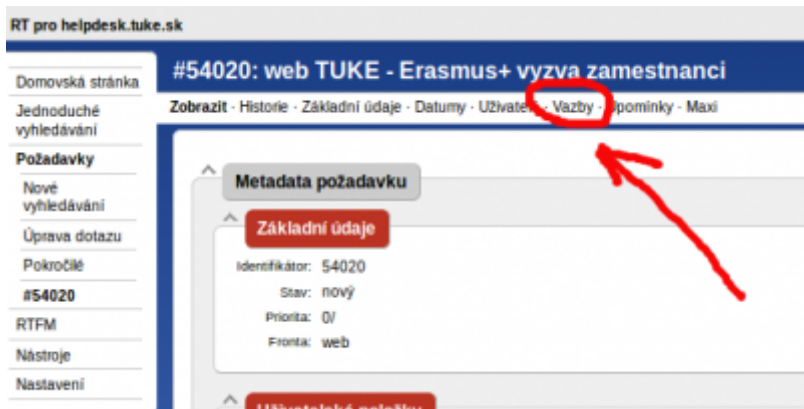 RT pro helpdesk.tuke.sk
#54020: web TUKE - Erasmus+ vyzva zamestnanci
Zobrazit · Historie · Základní údaje · Datumy · Uživatelé · Vazby · Upomínky · Maxi
Domovská stránka
Jednoduché
vyhledávání
Požadavky
Nové
vyhledávání
Úprava dotazu
Pokročilé
#54020
RTFM
Nástroje
Nastavení
Metadata požadavku
Základní údaje
Identifikátor: 54020
Stav: nový
Priorita: 0/
Fronta: web